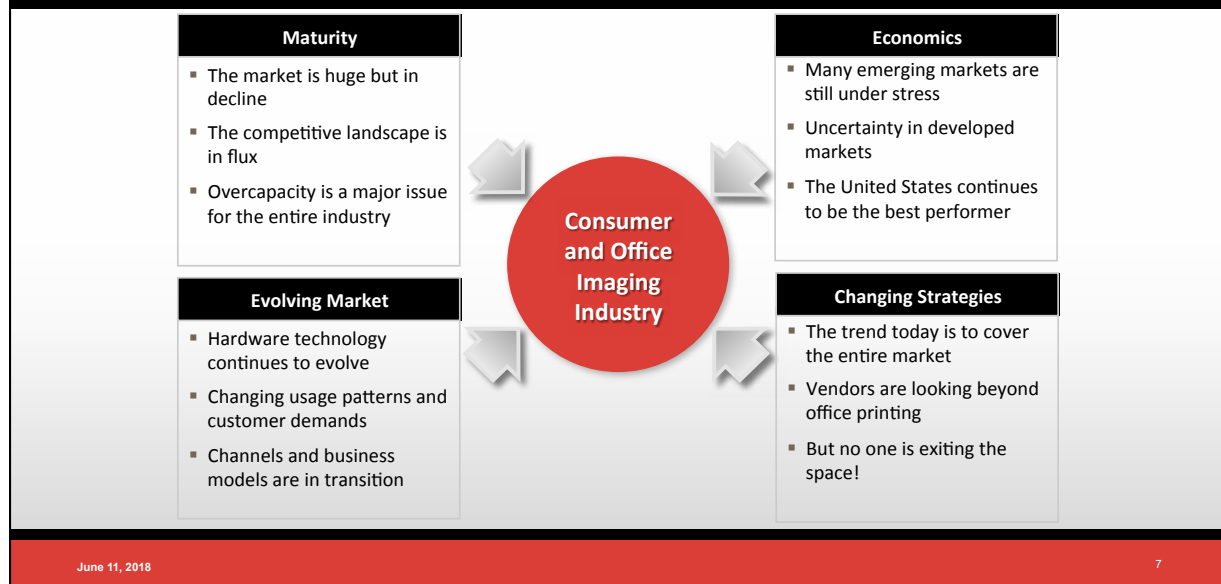 Maturity
The market is huge but in
decline
The competitive landscape is
in flux
Overcapacity is a major issue
for the entire industry
Economics
Many emerging markets are
still under stress
Uncertainty in developed
markets
The United States continues
to be the best performer
Consumer
and Office
Imaging
Industry
Evolving Market
Hardware technology
continues to evolve
Changing usage patterns and
customer demands
Channels and business
models are in transition
Changing Strategies
The trend today is to cover
the entire market
Vendors are looking beyond
office printing
But no one is exiting the
space!
June 11, 2018
7